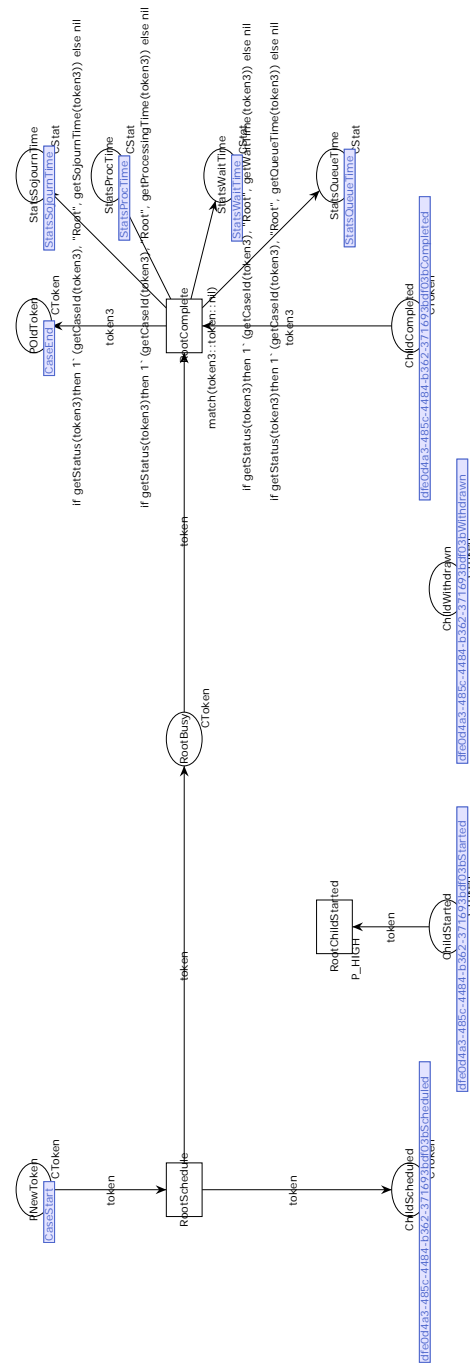 PNewToken
CToken
CaseStart
token
RootSchedule
token
ChildScheduled
CToken
dfe0d4a3-485c-4484-b362-371693bdf03bScheduled
token
RootChildStarted
P_HIGH
token
ChildStarted
dfe0d4a3-485c-4484-b362-371693bdf03bStarted
RootBusy
CToken
token
ChildWithdrawn
dfe0d4a3-485c-4484-b362-371693bdf03bWithdrawn
POldToken
CToken
CaseEnd
token3
RootComplete
match(token3::token::nil)
token3
ChildCompleted
CToken
dfe0d4a3-485c-4484-b362-371693bdf03bCompleted
if getStatus(token3)then 1`(getCaseId(token3), "Root", getSojournTime(token3)) else nil
if getStatus(token3)then 1`(getCaseId(token3), "Root", getProcessingTime(token3)) else nil
if getStatus(token3)then 1`(getCaseId(token3), "Root", getWaitTime(token3)) else nil
if getStatus(token3)then 1`(getCaseId(token3), "Root", getQueueTime(token3)) else nil
StatsSojournTime
CStat
StatsSojournTime
StatsProcTime
CStat
StatsProcTime
StatsWaitTime
CStat
StatsWaitTime
StatsQueueTime
CStat
StatsQueueTime